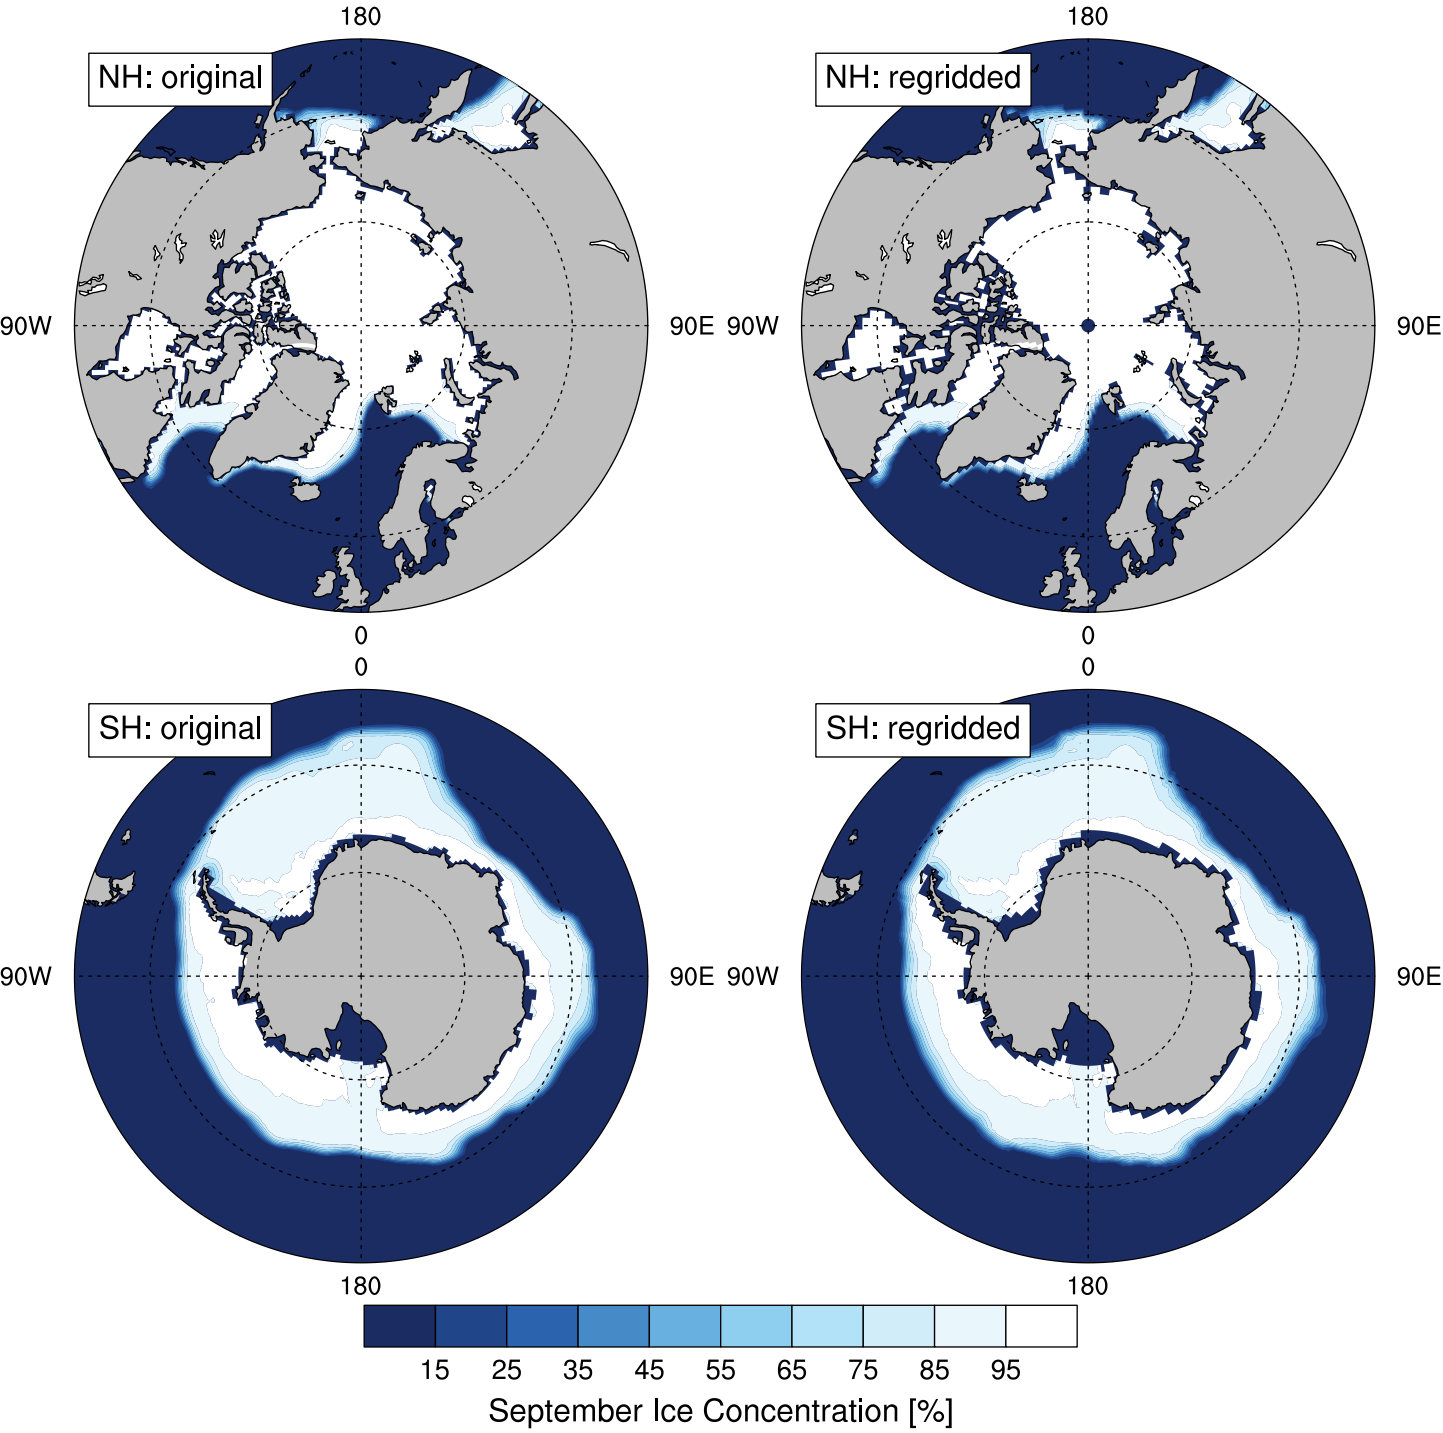 180
180
NH: original
NH: regridded
90W
90E
90W
90E
0
0
0
0
SH: original
SH: regridded
90W
90E
90W
90E
180
180
15 25 35 45 55 65 75 85 95
September Ice Concentration [%]